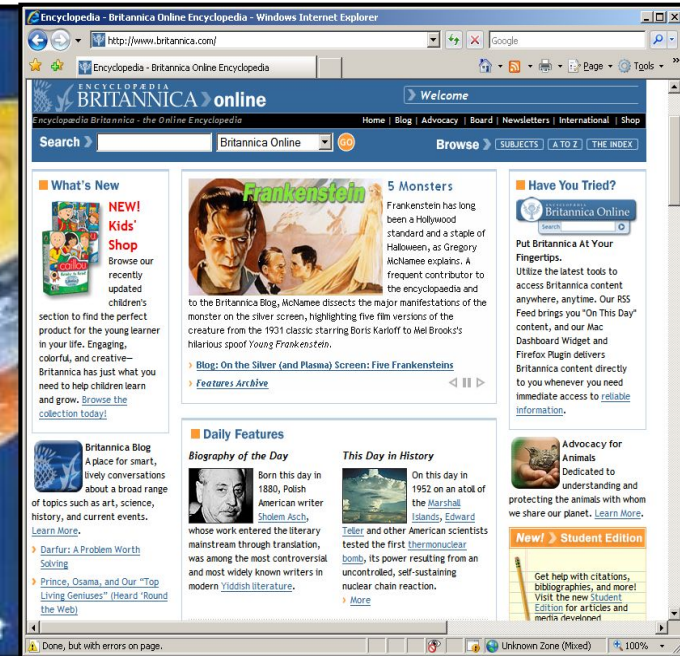 Encyclopedia - Britannica Online Encyclopedia - Windows Internet Explorer
http://www.britannica.com/
Google
Encyclopedia - Britannica Online Encyclopedia
Page
Tools
ENCYCLOPÆDIA
BRITANNICA online
Welcome
Encyclopædia Britannica - the Online Encyclopedia
Home | Blog | Advocacy | Board | Newsletters | International | Shop
Search
Britannica Online
GO
Browse
SUBJECTS
A TO Z
THE INDEX
What's New
NEW!
Kids'
Shop
Browse our
recently
updated
children's
section to find the perfect
product for the young learner
in your life. Engaging,
colorful, and creative—
Britannica has just what you
need to help children learn
and grow. Browse the
collection today!
caillou
Britannica Blog
A place for smart,
lively conversations
about a broad range
of topics such as art, science,
history, and current events.
Learn More.
Darfur: A Problem Worth
Solving
Prince, Osama, and Our "Top
Living Geniuses" (Heard 'Round
the Web)
Frankenstein
5 Monsters
Frankenstein has long
been a Hollywood
standard and a staple of
Halloween, as Gregory
McNamee explains. A
frequent contributor to
the encyclopaedia and
to the Britannica Blog, McNamee dissects the major manifestations of the
monster on the silver screen, highlighting five film versions of the
creature from the 1931 classic starring Boris Karloff to Mel Brooks's
hilarious spoof Young Frankenstein.
Blog: On the Silver (and Plasma) Screen: Five Frankensteins
Features Archive
Daily Features
Biography of the Day
Born this day in
1880, Polish
American writer
Sholem Asch,
whose work entered the literary
mainstream through translation,
was among the most controversial
and most widely known writers in
modern Yiddish literature.
This Day in History
On this day in
1952 on an atoll of
the Marshall
Islands, Edward
Teller and other American scientists
tested the first thermonuclear
bomb, its power resulting from an
uncontrolled, self-sustaining
nuclear chain reaction.
More
Have You Tried?
ENCYCLOPÆDIA
Britannica Online
Search
Put Britannica At Your
Fingertips.
Utilize the latest tools to
access Britannica content
anywhere, anytime. Our RSS
Feed brings you "On This Day"
content, and our Mac
Dashboard Widget and
Firefox Plugin delivers
Britannica content directly
to you whenever you need
immediate access to reliable
information.
Advocacy for
Animals
Dedicated to
understanding and
protecting the animals with whom
we share our planet. Learn More.
New! Student Edition
Get help with citations,
bibliographies, and more!
Visit the new Student
Edition for articles and
media developed
Done, but with errors on page.
Unknown Zone (Mixed)
100%